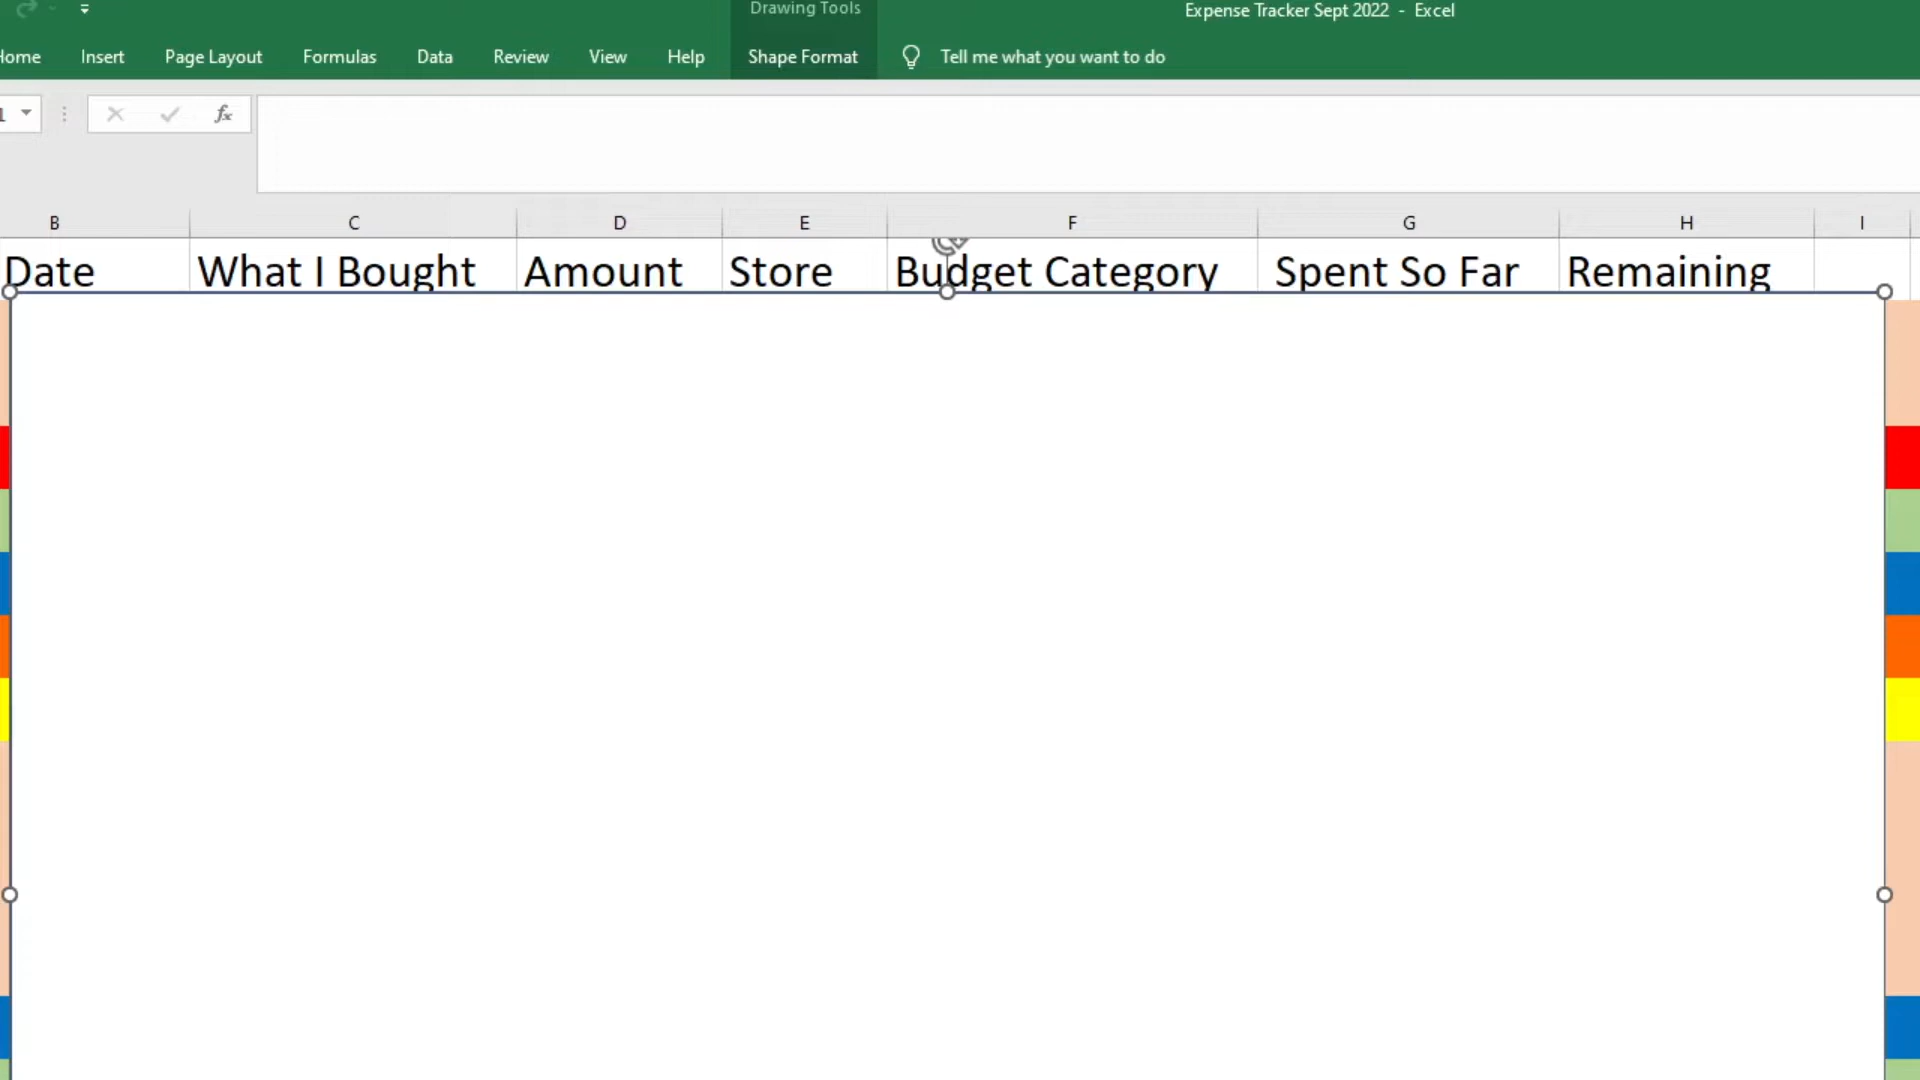 Drawing Tools
Expense Tracker Sept 2022 - Excel
Home Insert Page Layout Formulas Data Review View Help Shape Format Tell me what you want to do
1 fx
B C D E F G H I
Date What I Bought Amount Store Budget Category Spent So Far Remaining